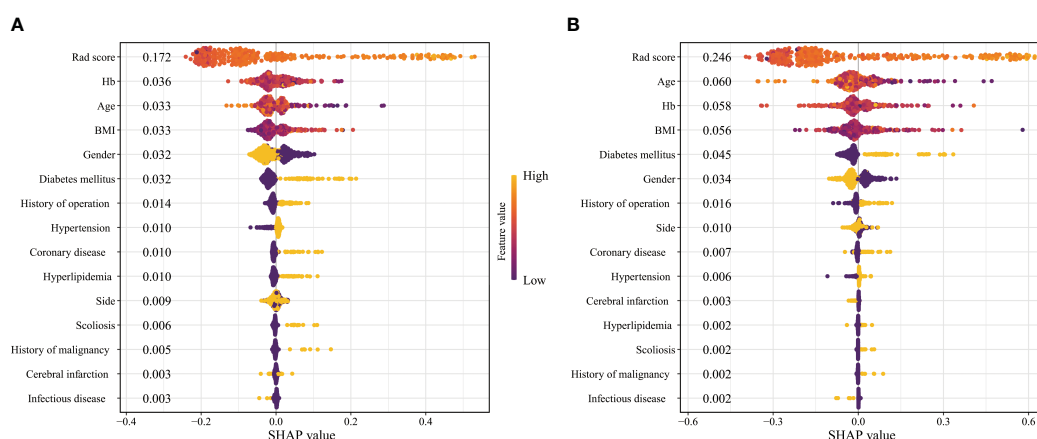 A
Rad score 0.172
Hb 0.036
Age 0.033
BMI 0.033
Gender 0.032
Diabetes mellitus 0.032
History of operation 0.014
Hypertension 0.010
Coronary disease 0.010
Hyperlipidemia 0.010
Side 0.009
Scoliosis 0.006
History of malignancy 0.005
Cerebral infarction 0.003
Infectious disease 0.003
−0.4 −0.2 0.0 0.2 0.4
SHAP value
High
Feature value
Low
B
Rad score 0.246
Age 0.060
Hb 0.058
BMI 0.056
Diabetes mellitus 0.045
Gender 0.034
History of operation 0.016
Side 0.010
Coronary disease 0.007
Hypertension 0.006
Cerebral infarction 0.003
Hyperlipidemia 0.002
Scoliosis 0.002
History of malignancy 0.002
Infectious disease 0.002
−0.6 −0.3 0.0 0.3 0.6
SHAP value